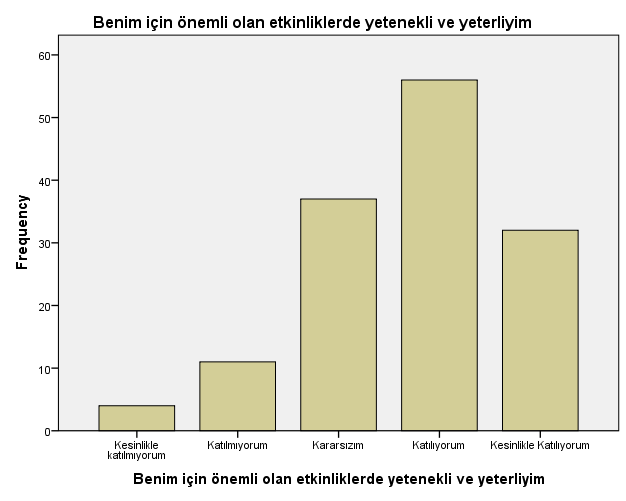 Benim için önemli olan etkinliklerde yetenekli ve yeterliyim
60
50
40
30
20
10
0
Frequency
Kesinlikle
katılmıyorum
Katılmıyorum
Kararsızım
Katılıyorum
Kesinlikle Katılıyorum
Benim için önemli olan etkinliklerde yetenekli ve yeterliyim